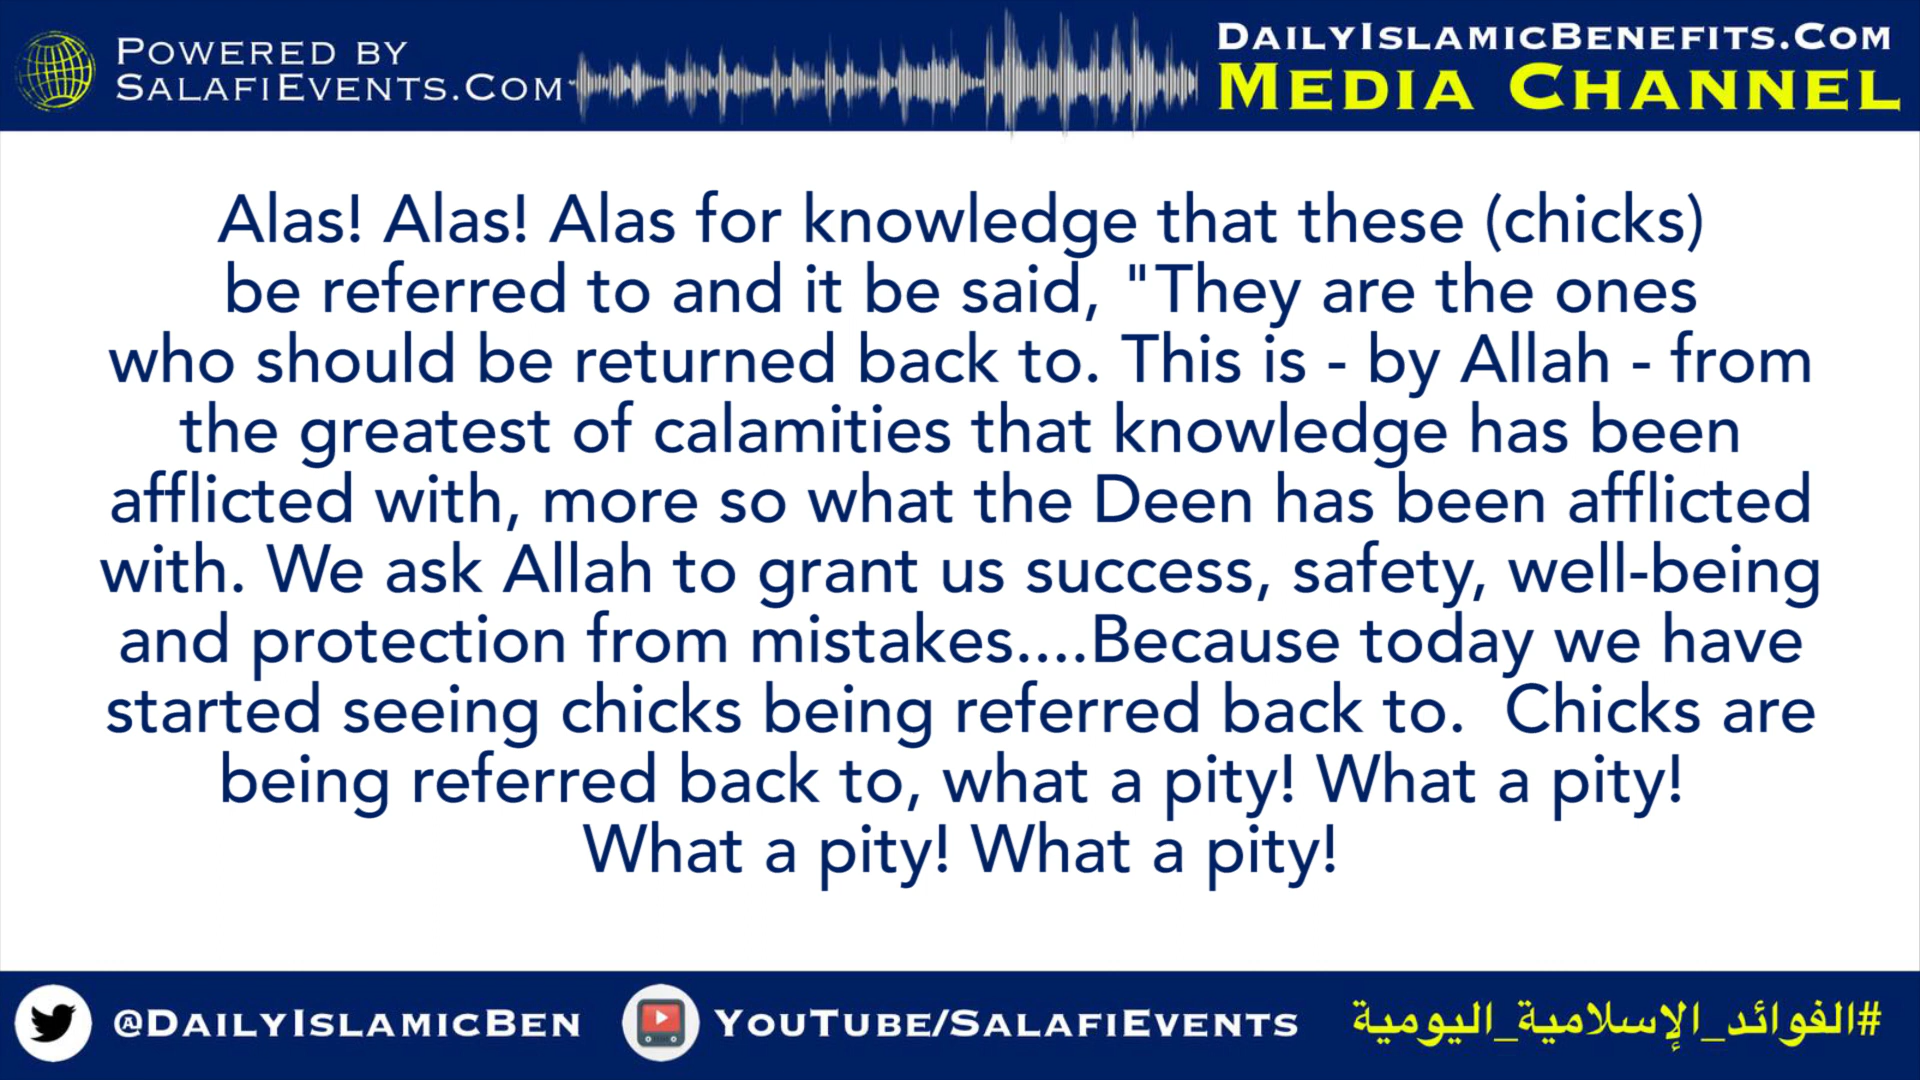 POWERED BY
SALAFIEVENTS.COM
DAILYISLAMICBENEFITS.COM
MEDIA CHANNEL
Alas! Alas! Alas for knowledge that these (chicks)
be referred to and it be said, "They are the ones
who should be returned back to. This is - by Allah - from
the greatest of calamities that knowledge has been
afflicted with, more so what the Deen has been afflicted
with. We ask Allah to grant us success, safety, well-being
and protection from mistakes....Because today we have
started seeing chicks being referred back to.  Chicks are
being referred back to, what a pity! What a pity!
What a pity! What a pity!
@DAILYISLAMICBEN
YOUTUBE/SALAFIEVENTS
#الفوائد_الإسلامية_اليومية